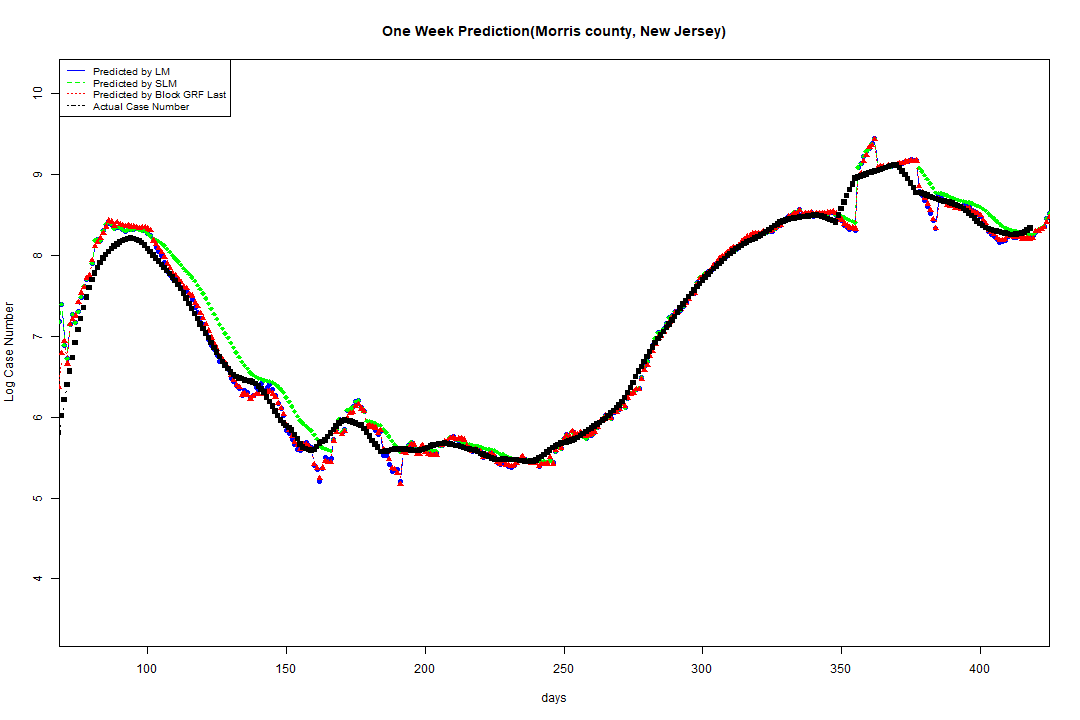 One Week Prediction(Morris county, New Jersey)
Predicted by LM
Predicted by SLM
Predicted by Block GRF Last
Actual Case Number
10
9
8
7
6
5
4
Log Case Number
100 150 200 250 300 350 400
days